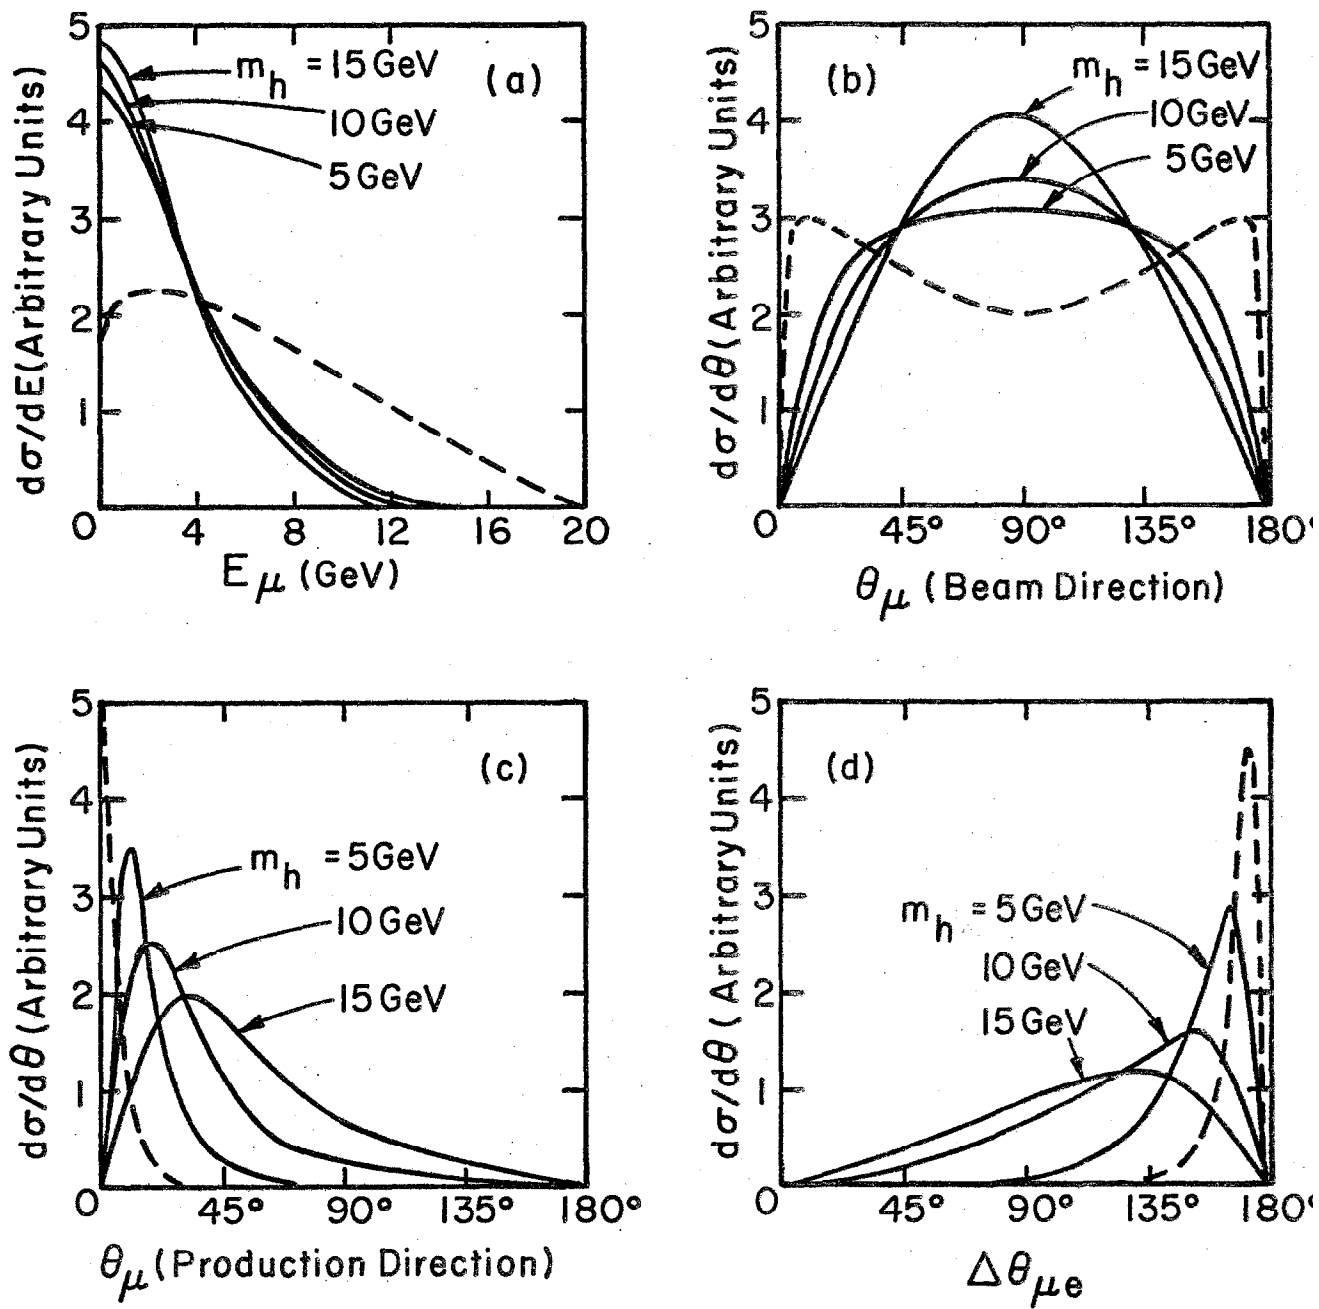 (a)
dσ/dE (Arbitrary Units)
5
4
3
2
1
m_h = 15 GeV
10 GeV
5 GeV
0 4 8 12 16 20
E_μ (GeV)
(b)
dσ/dθ (Arbitrary Units)
5
4
3
2
1
m_h = 15 GeV
10 GeV
5 GeV
0 45° 90° 135° 180°
θ_μ (Beam Direction)
(c)
dσ/dθ (Arbitrary Units)
5
4
3
2
1
m_h = 5 GeV
10 GeV
15 GeV
0 45° 90° 135° 180°
θ_μ (Production Direction)
(d)
dσ/dθ (Arbitrary Units)
5
4
3
2
1
m_h = 5 GeV
10 GeV
15 GeV
0 45° 90° 135° 180°
Δθ_μe